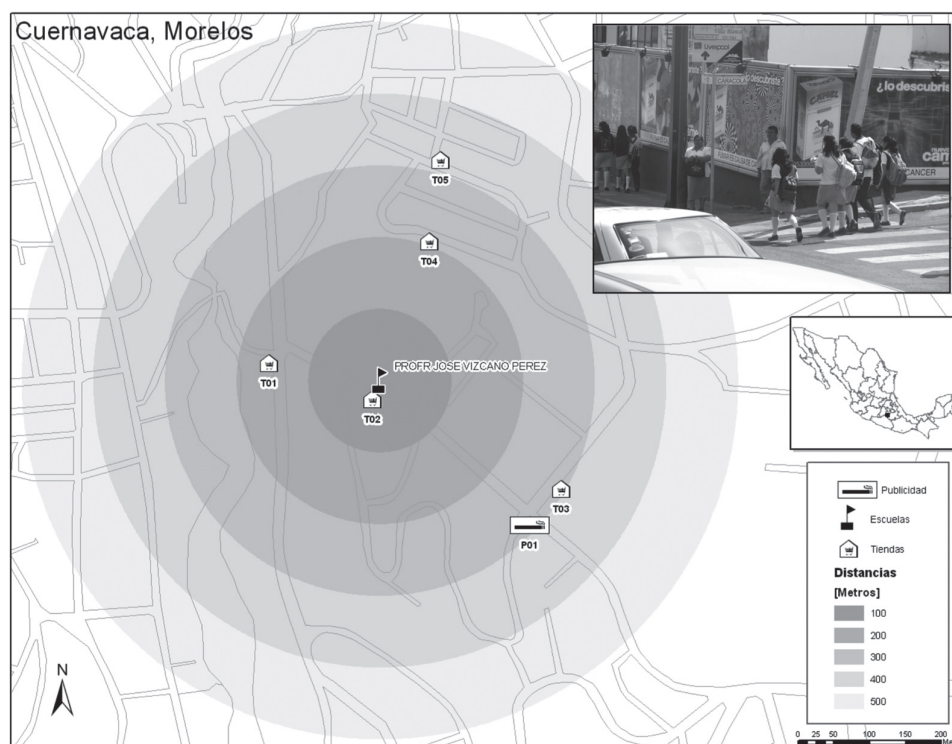 Cuernavaca, Morelos
Liverpool
¿lo descubris
CAMEL
CANCER
T05
T04
PROFR JOSE VIZCANO PEREZ
T01
T02
T03
P01
Publicidad
Escuelas
Tiendas
Distancias
[Metros]
100
200
300
400
500
N
0 25 50 100 150 200